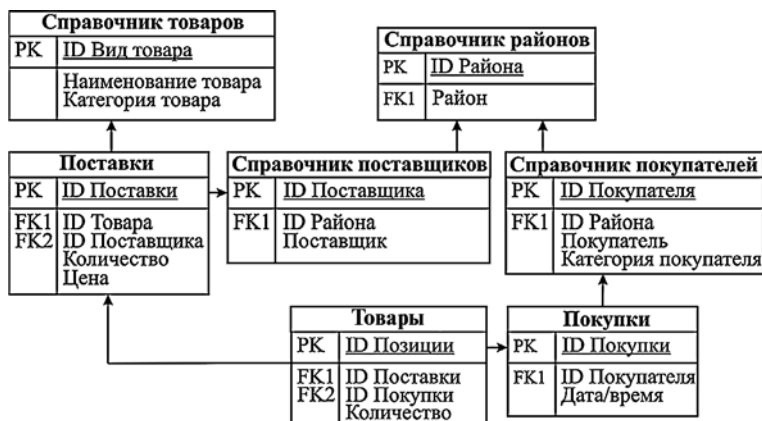 Справочник товаров
PK ID Вид товара
Наименование товара
Категория товара
Справочник районов
PK ID Района
FK1 Район
Поставки
PK ID Поставки
FK1 ID Товара
FK2 ID Поставщика
Количество
Цена
Справочник поставщиков
PK ID Поставщика
FK1 ID Района
Поставщик
Справочник покупателей
PK ID Покупателя
FK1 ID Района
Покупатель
Категория покупателя
Товары
PK ID Позиции
FK1 ID Поставки
FK2 ID Покупки
Количество
Покупки
PK ID Покупки
FK1 ID Покупателя
Дата/время